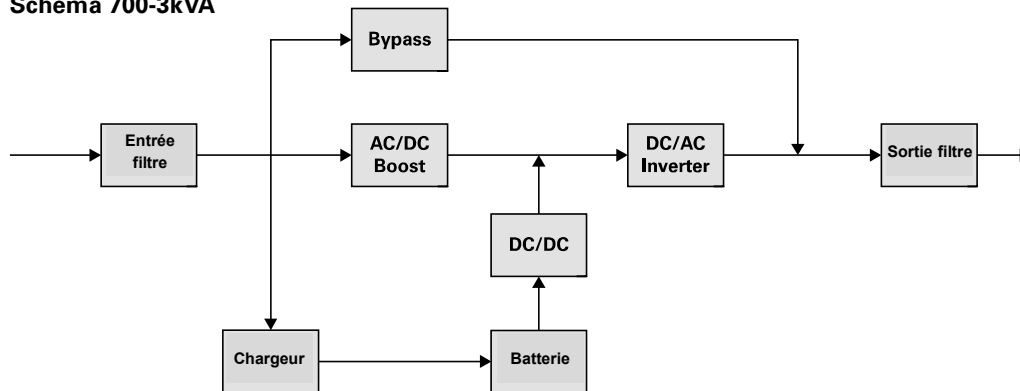 Schéma 700-3kVA
Bypass
Entrée
filtre
AC/DC
Boost
DC/AC
Inverter
Sortie filtre
DC/DC
Chargeur
Batterie